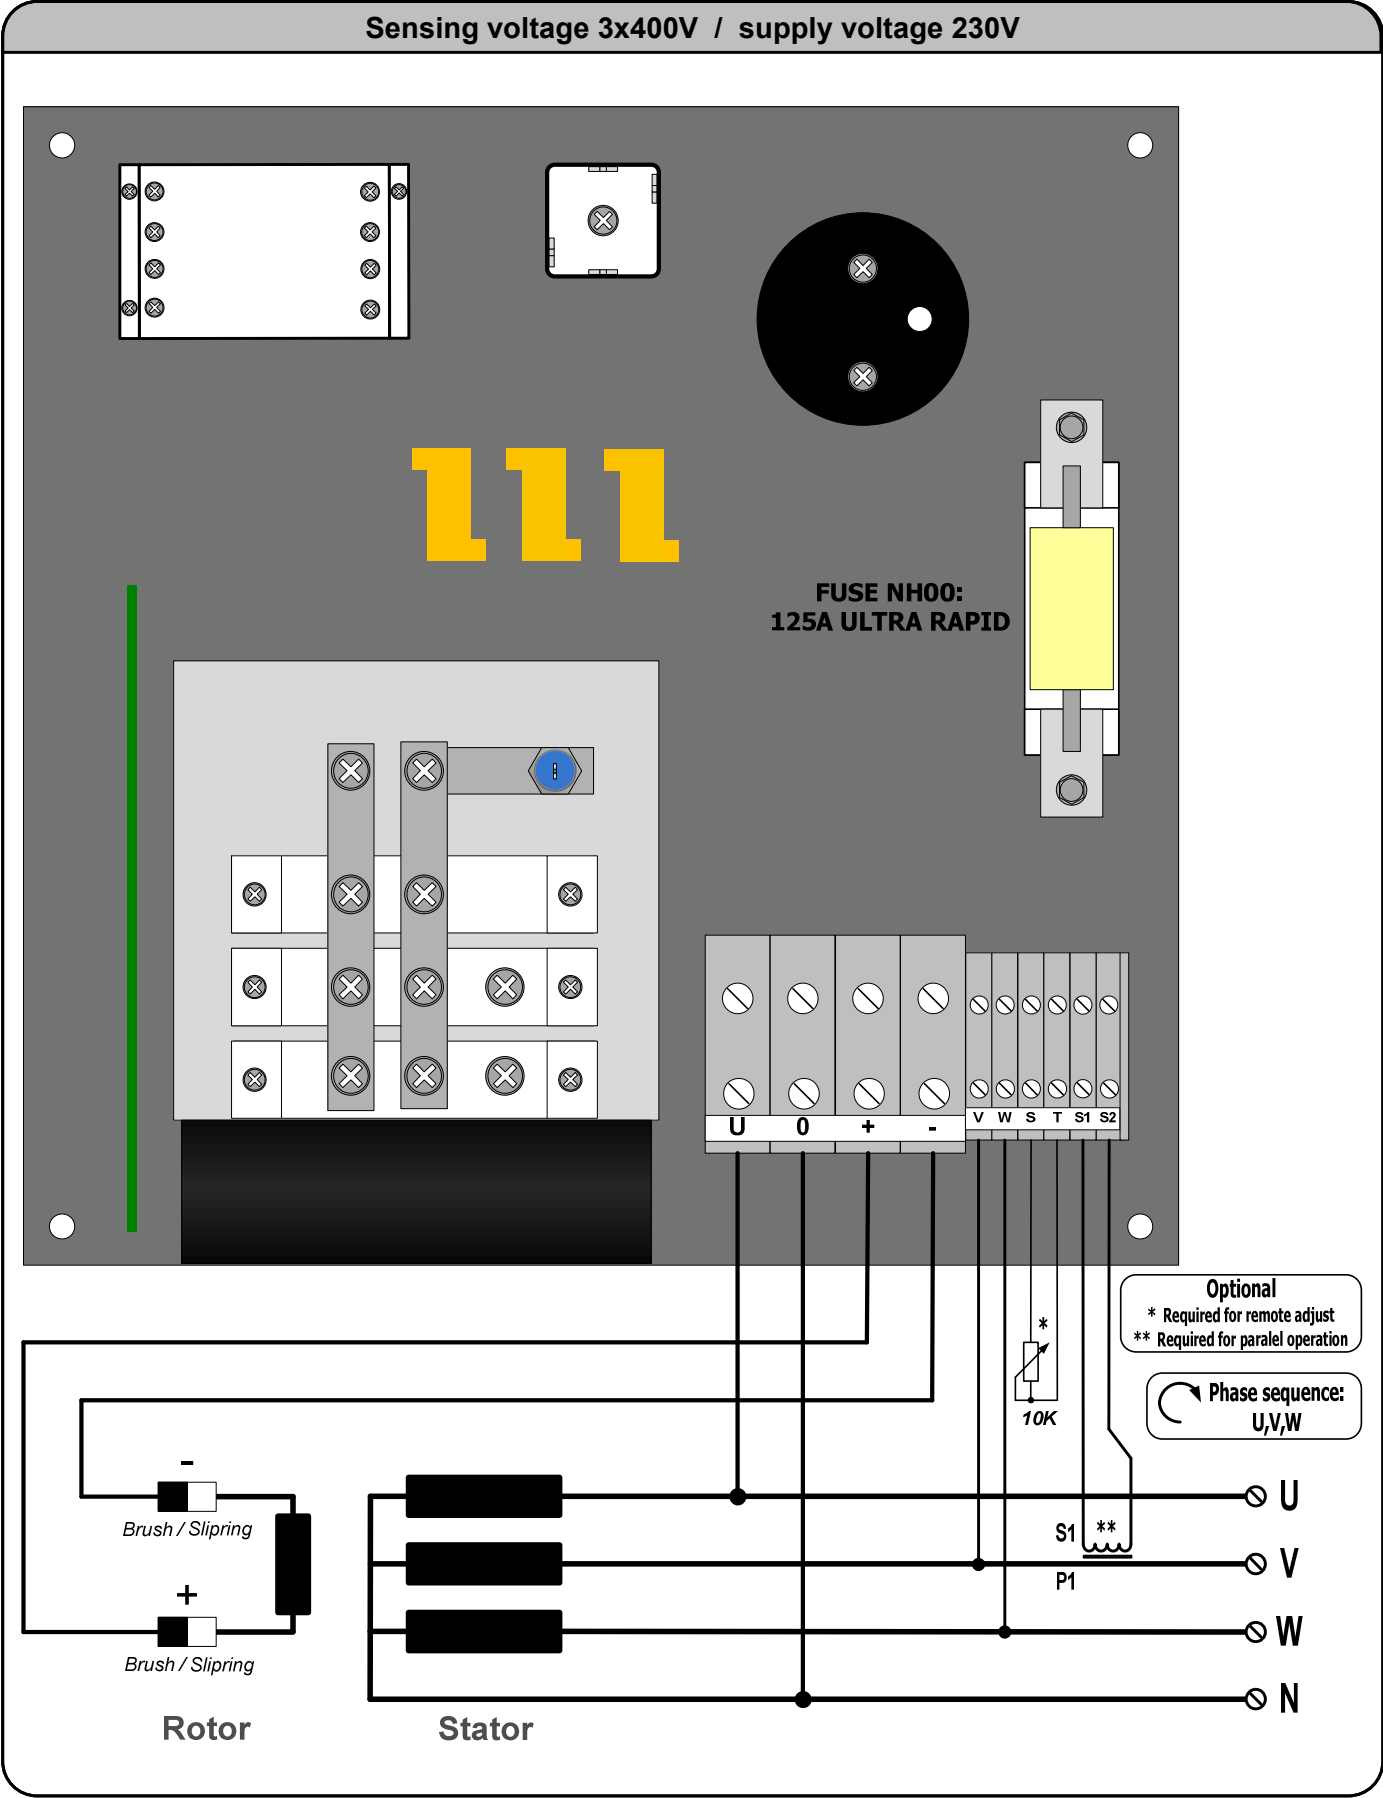 Sensing voltage 3x400V / supply voltage 230V
FUSE NH00:
125A ULTRA RAPID
U 0 + -
V W S T S1 S2
Optional
* Required for remote adjust
** Required for paralel operation
*
10K
Phase sequence:
U,V,W
-
Brush / Slipring
+
Brush / Slipring
S1 **
P1
U
V
W
N
Rotor
Stator